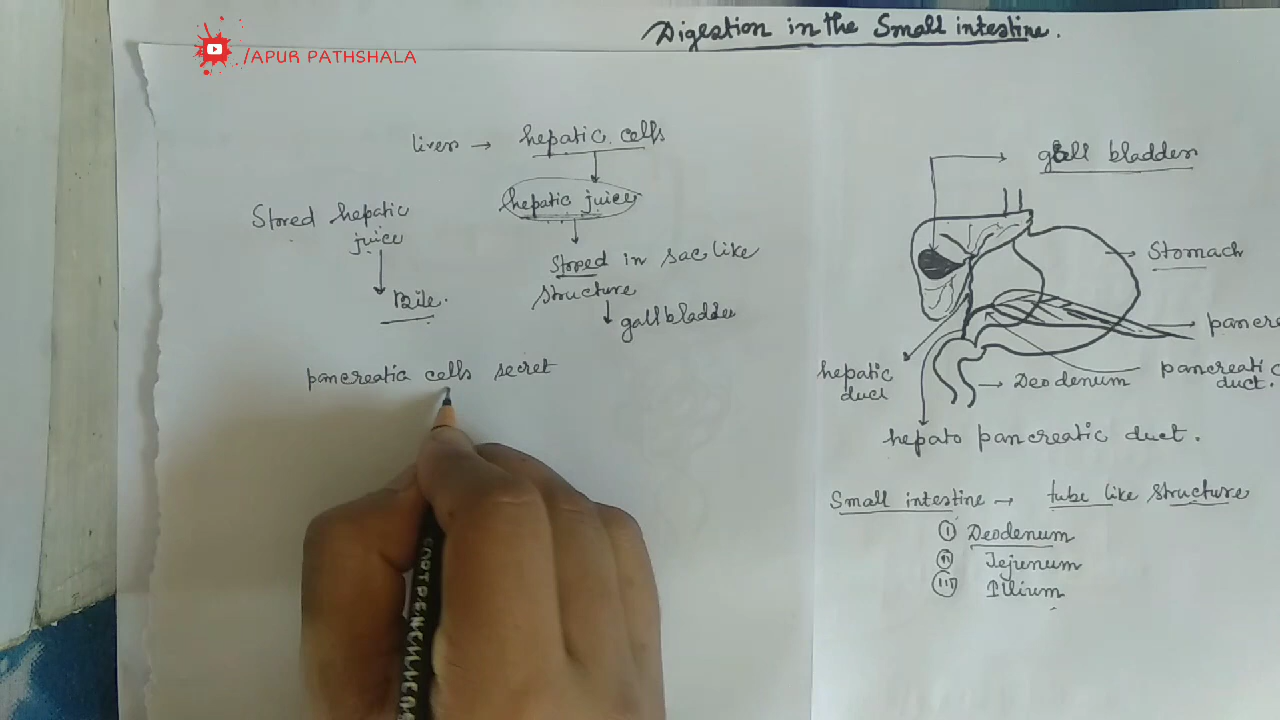 Digestion in the Small intestine.
/APUR PATHSHALA
liver → hepatic cells
hepatic juice
Stored hepatic
juice
Bile.
Stored in sac like
structure
gallbladder
pancreatic cells secret
gall bladder
Stomach
pancre
pancreatic
duct.
hepatic
duct
Deodenum
hepato pancreatic duct.
Small intestine → tube like structure
(i) Deodenum
(ii) Jejunum
(iii) Ilium